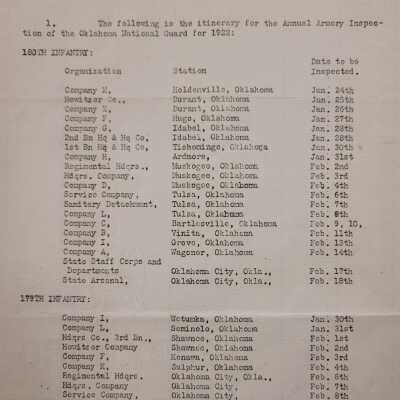 1. The following is the itinerary for the Annual Armory Inspec-
tion of the Oklahoma National Guard for 1922:
180TH INFANTRY:
Organization Station Date to be Inspected.
Company M, Holdenville, Oklahoma Jan. 24th
Howitzer Co., Durant, Oklahoma Jan. 25th
Company K, Durant, Oklahoma Jan. 26th
Company F, Hugo, Oklahoma Jan. 27th
Company G, Idabel, Oklahoma Jan. 28th
2nd Bn Hq & Hq Co, Idabel, Oklahoma Jan. 28th
1st Bn Hq & Hq Co, Tishomingo, Oklahoma Jan. 30th
Company H, Ardmore, Jan. 31st
Regimental Hdqrs., Muskogee, Oklahoma Feb. 2nd
Hdqrs. Company, Muskogee, Oklahoma Feb. 3rd
Company D, Muskogee, Oklahoma Feb. 4th
Service Company, Tulsa, Oklahoma Feb. 6th
Sanitary Detachment, Tulsa, Oklahoma Feb. 7th
Company L, Tulsa, Oklahoma Feb. 8th
Company C, Bartlesville, Oklahoma Feb. 9, 10,
Company B, Vinita, Oklahoma Feb. 11th
Company I, Grove, Oklahoma Feb. 13th
Company A, Wagoner, Oklahoma Feb. 14th
State Staff Corps and
Departments Oklahoma City, Okla., Feb. 17th
State Arsenal, Oklahoma City, Okla., Feb. 18th
179TH INFANTRY:
Company I, Wetumka, Oklahoma Jan. 30th
Company L, Seminole, Oklahoma Jan. 31st
Hdqrs Co., 3rd Bn., Shawnee, Oklahoma Feb. 1st
Howitzer Company Shawnee, Oklahoma Feb. 2nd
Company F, Konawa, Oklahoma Feb. 3rd
Company M, Sulphur, Oklahoma Feb. 4th
Regimental Hdqrs. Oklahoma City, Okla., Feb. 6th
Hdqrs. Company Oklahoma City, Feb. 7th
Service Company, Oklahoma City, Feb. 8th